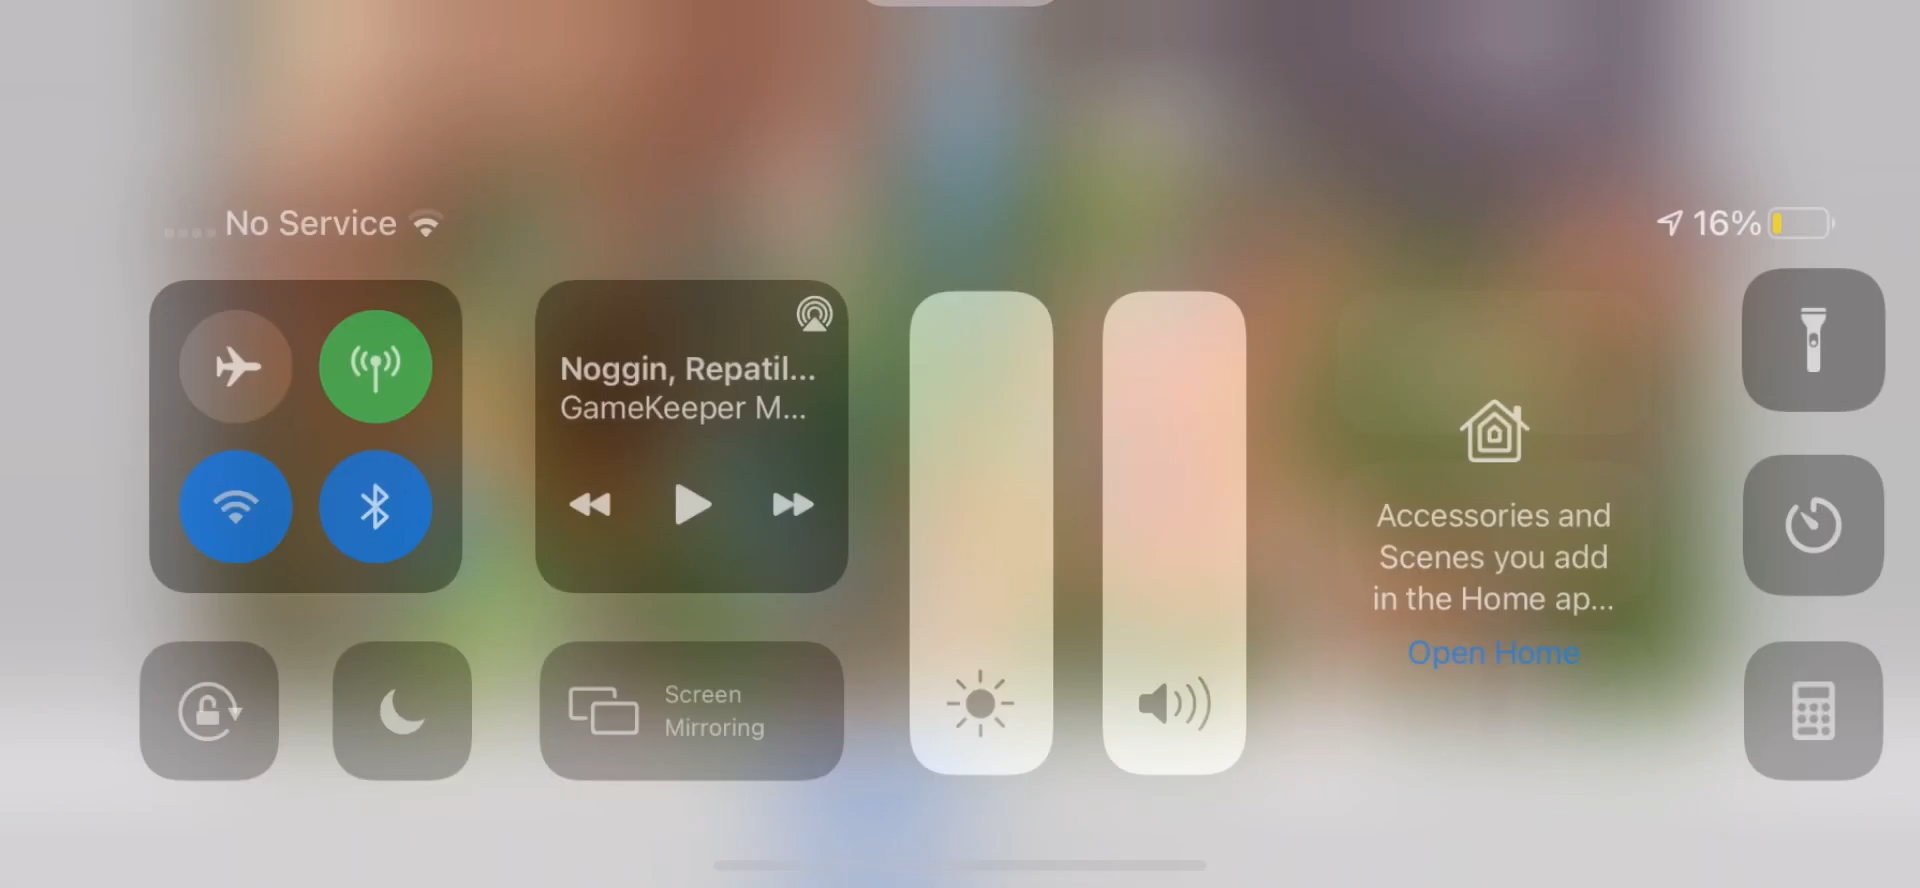 No Service
16%
Noggin, Repatil...
GameKeeper M...
Accessories and
Scenes you add
in the Home ap...
Open Home
Screen
Mirroring